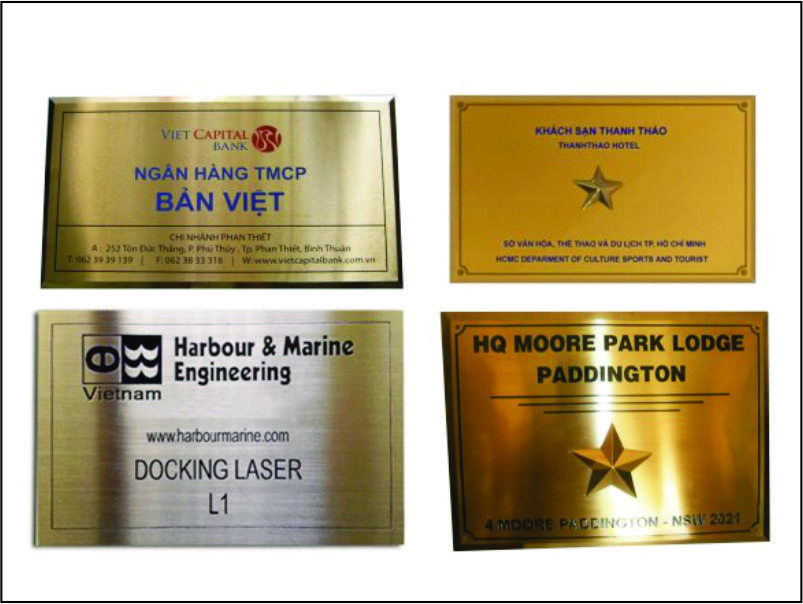 VIET CAPITAL
BANK
NGÂN HÀNG TMCP
BẢN VIỆT
CHI NHÁNH PHAN THIẾT
A : 252 Tôn Đức Thắng, P. Phú Thủy , Tp. Phan Thiết, Bình Thuận
T: 062 39 39 139 | F: 062 38 33 318 | W: www.vietcapitalbank.com.vn
KHÁCH SẠN THANH THẢO
THANHTHAO HOTEL
SỞ VĂN HÓA, THỂ THAO VÀ DU LỊCH TP. HỒ CHÍ MINH
HCMC DEPARMENT OF CULTURE SPORTS AND TOURIST
Harbour & Marine
Engineering
Vietnam
www.harbourmarine.com
DOCKING LASER
L1
HQ MOORE PARK LODGE
PADDINGTON
4 MOORE PADDINGTON - NSW 2021